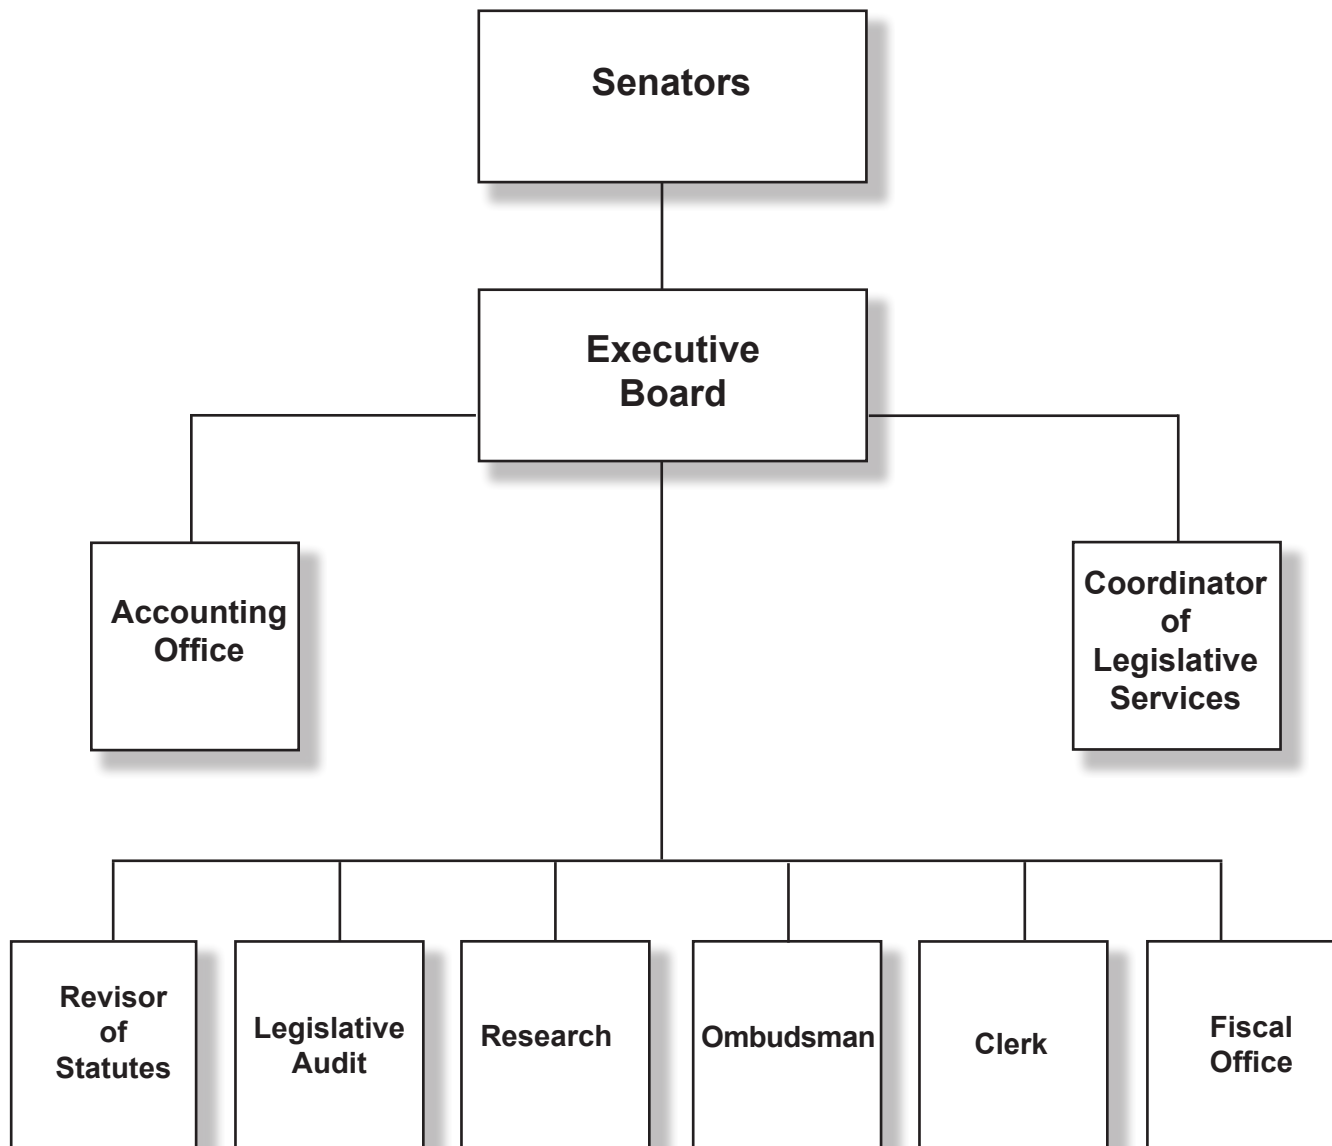 Senators
Executive
Board
Accounting
Office
Coordinator
of
Legislative
Services
Revisor
of
Statutes
Legislative
Audit
Research
Ombudsman
Clerk
Fiscal
Office